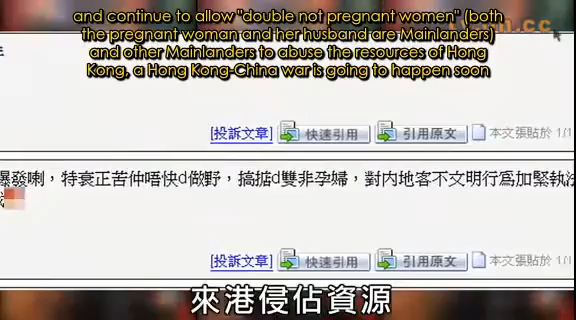 and continue to allow "double not pregnant women" (both
the pregnant woman and her husband are Mainlanders)
and other Mainlanders to abuse the resources of Hong
Kong, a Hong Kong-China war is going to happen soon
[投訴文章] 快速引用 引用原文 本文張貼於 1/1
爆發喇，特衰正苦仲唔快d做野，搞掂d雙非孕婦，對內地客不文明行為加緊執法
[投訴文章] 快速引用 引用原文 本文張貼於 1/1
來港侵佔資源